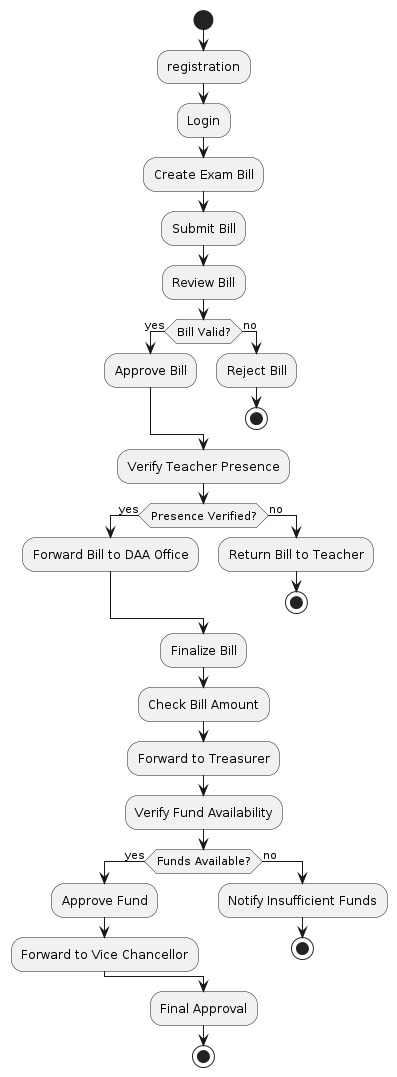 registration
Login
Create Exam Bill
Submit Bill
Review Bill
yes
Bill Valid?
no
Approve Bill
Reject Bill
Verify Teacher Presence
yes
Presence Verified?
no
Forward Bill to DAA Office
Return Bill to Teacher
Finalize Bill
Check Bill Amount
Forward to Treasurer
Verify Fund Availability
yes
Funds Available?
no
Approve Fund
Notify Insufficient Funds
Forward to Vice Chancellor
Final Approval